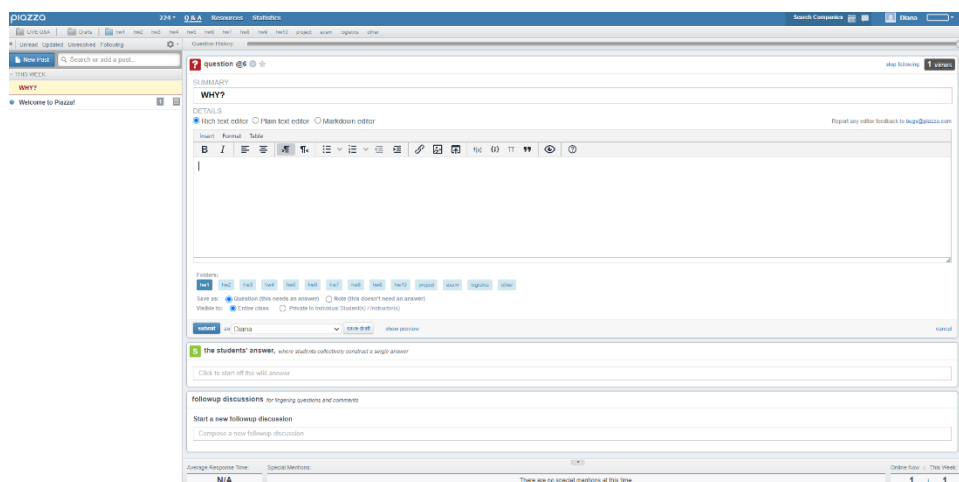 piazza 224 Q & A Resources Statistics Search Companies Diana
LIVE Q&A Drafts hw1 hw2 hw3 hw4 hw5 hw6 hw7 hw8 hw9 hw10 project exam logistics other
Unread Updated Unresolved Following
Question History:
New Post Search or add a post...
question @6 stop following 1 views
THIS WEEK
SUMMARY
WHY?
WHY?
Welcome to Piazza! 1
DETAILS
Rich text editor Plain text editor Markdown editor Report any editor feedback to bugs@piazza.com
Insert Format Table
B I f(x) {;} TT
Folders:
hw1 hw2 hw3 hw4 hw5 hw6 hw7 hw8 hw9 hw10 project exam logistics other
Save as: Question (this needs an answer) Note (this doesn't need an answer)
Visible to: Entire class Private to Individual Student(s) / Instructor(s)
submit as Diana save draft show preview cancel
S the students' answer, where students collectively construct a single answer
Click to start off the wiki answer
followup discussions for lingering questions and comments
Start a new followup discussion
Compose a new followup discussion
Average Response Time: Special Mentions: Online Now | This Week:
N/A There are no special mentions at this time 1 1